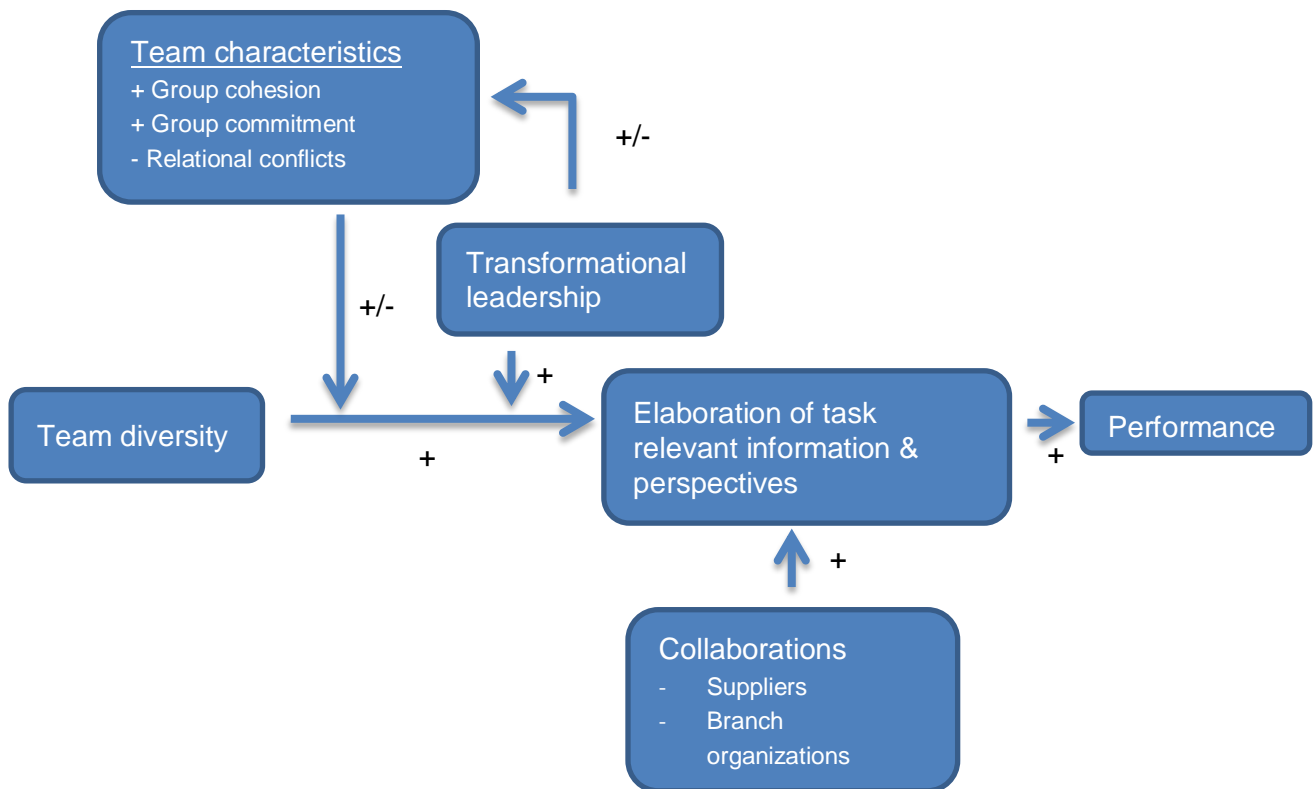 Team characteristics
+ Group cohesion
+ Group commitment
- Relational conflicts
+/-
Transformational
leadership
+/-
+
Team diversity
+
Elaboration of task
relevant information &
perspectives
+
Performance
+
Collaborations
- Suppliers
- Branch
organizations